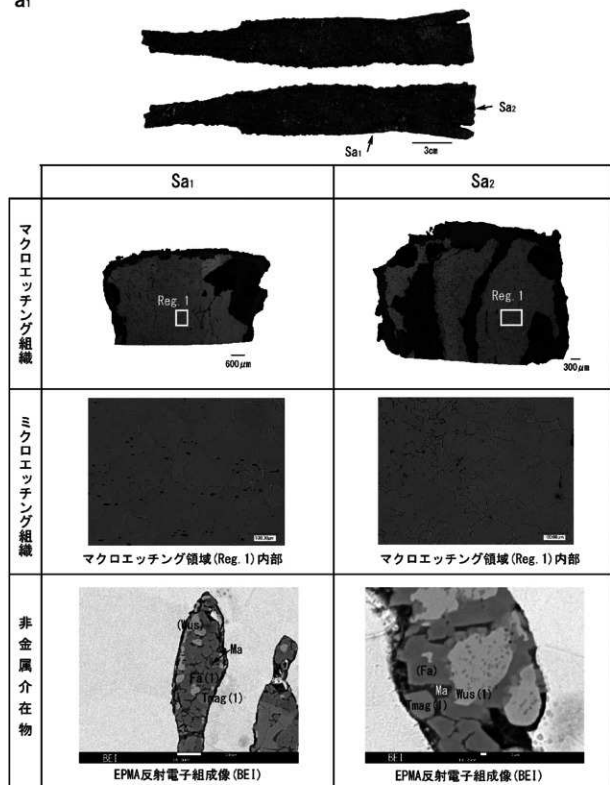 a₁
Sa₂
Sa₁
3cm
Sa₁
Sa₂
マクロエッチング組織
Reg. 1
600μm
Reg. 1
300μm
ミクロエッチング組織
マクロエッチング領域(Reg. 1)内部
マクロエッチング領域(Reg. 1)内部
非金属介在物
(Wus)
Ma
Fa(1)
Tmag(1)
BEI
EPMA反射電子組成像(BEI)
(Fa)
Ma
Wus(1)
Tmag(1)
BEI
EPMA反射電子組成像(BEI)